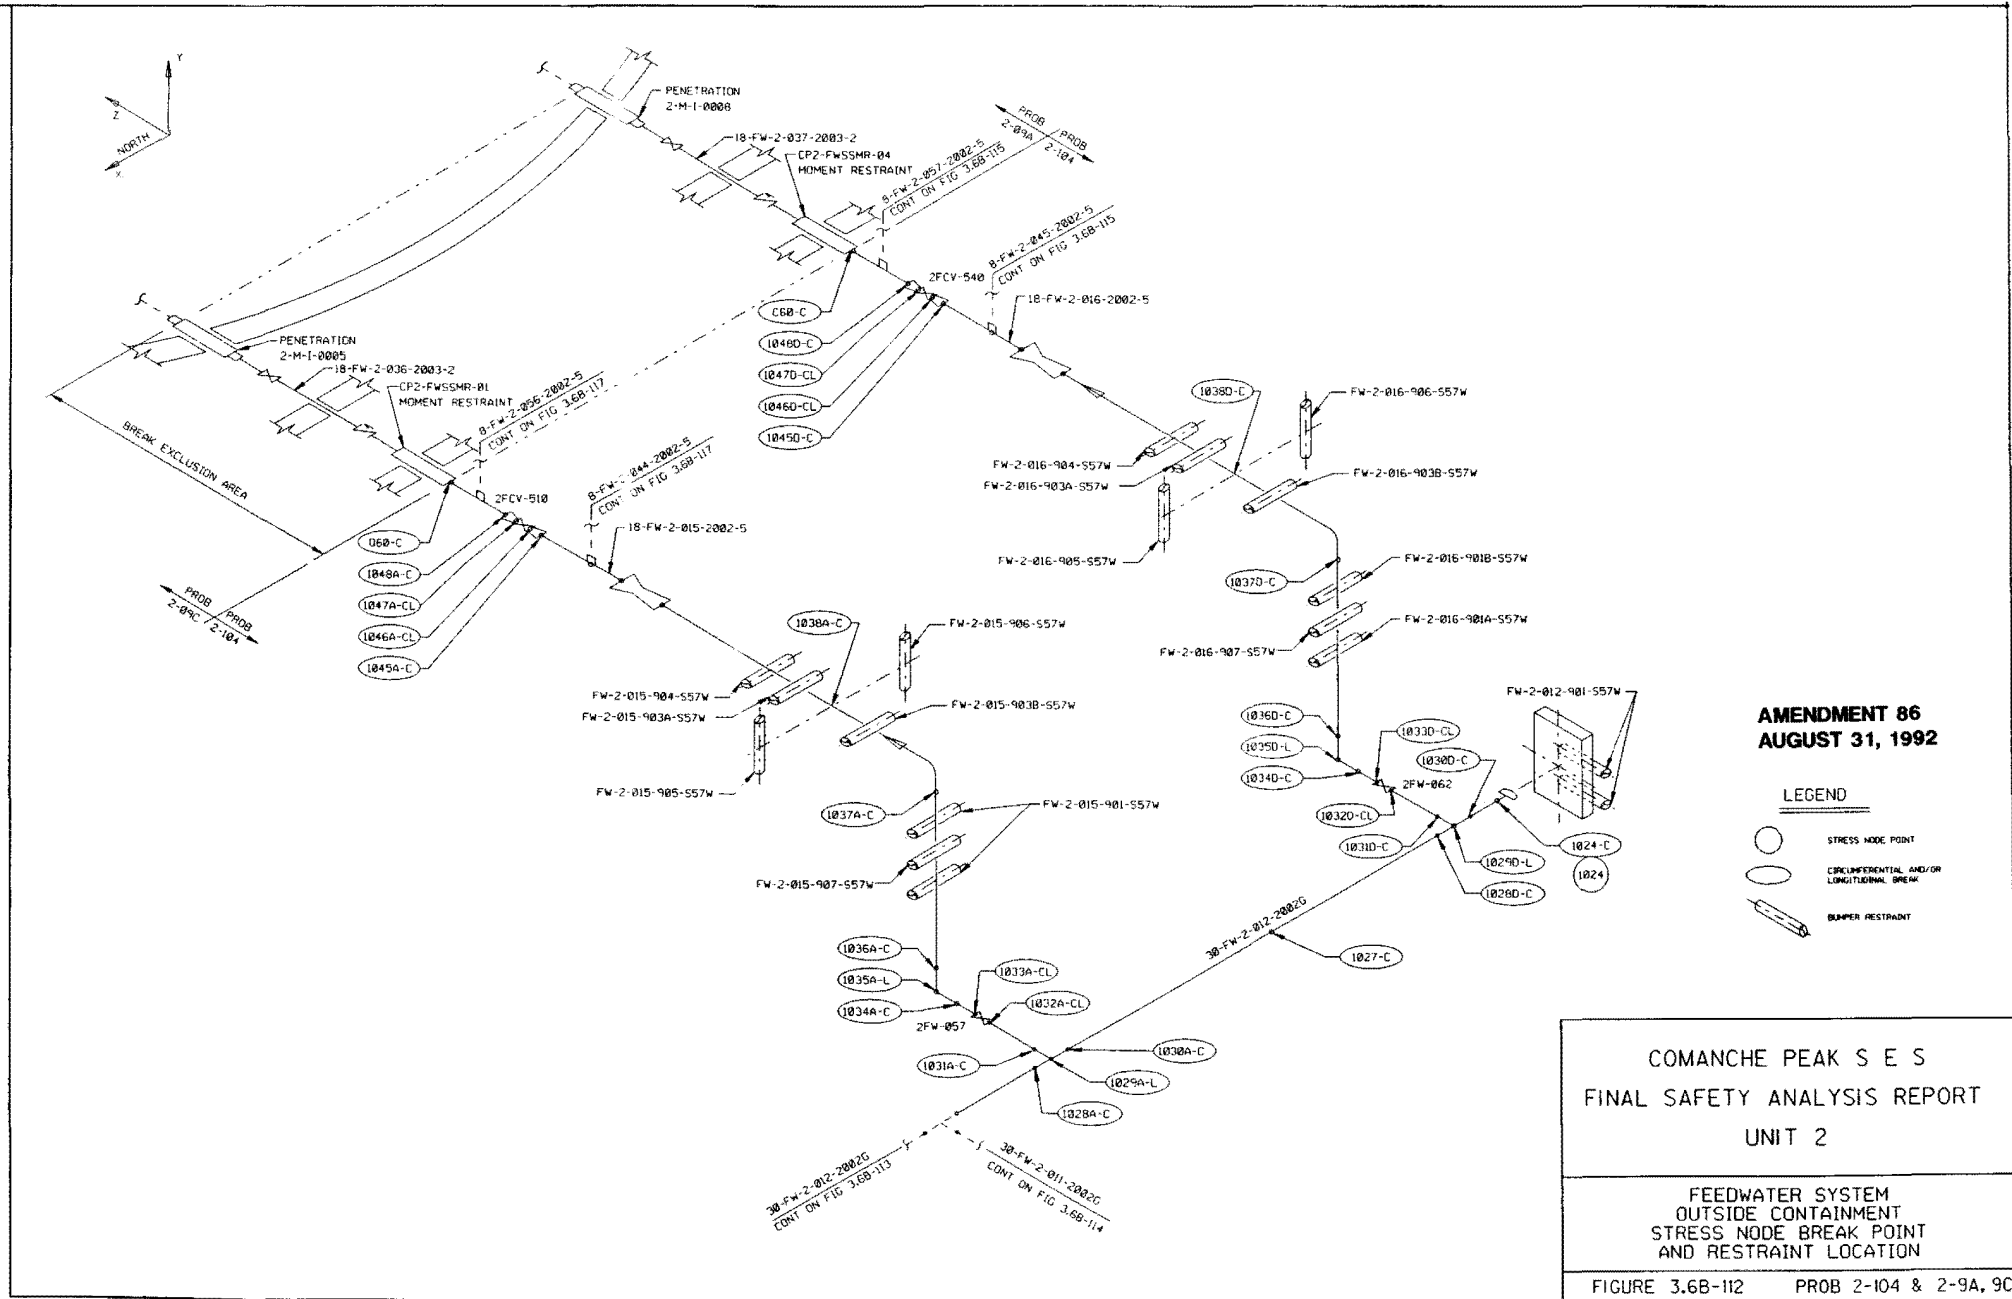 Y
Z
NORTH
X
PENETRATION
2-M-I-0008
18-FW-2-037-2003-2
CP2-FWSSMR-04
MOMENT RESTRAINT
8-FW-2-057-2002-5
CONT ON FIG 3.6B-115
PROB
2-09A
PROB
2-104
8-FW-2-045-2002-5
CONT ON FIG 3.6B-115
2FCV-540
18-FW-2-016-2002-5
C60-C
1048D-C
1047D-CL
1046D-CL
1045D-C
PENETRATION
2-M-I-0005
18-FW-2-036-2003-2
CP2-FWSSMR-01
MOMENT RESTRAINT
8-FW-2-056-2002-5
CONT ON FIG 3.6B-117
8-FW-2-044-2002-5
CONT ON FIG 3.6B-117
BREAK EXCLUSION AREA
2FCV-510
18-FW-2-015-2002-5
D60-C
1048A-C
1047A-CL
1046A-CL
1045A-C
PROB
2-09C
PROB
2-104
1038D-C
FW-2-016-906-S57W
FW-2-016-904-S57W
FW-2-016-903A-S57W
FW-2-016-903B-S57W
FW-2-016-905-S57W
1037D-C
FW-2-016-901B-S57W
FW-2-016-907-S57W
FW-2-016-901A-S57W
1038A-C
FW-2-015-906-S57W
FW-2-015-904-S57W
FW-2-015-903A-S57W
FW-2-015-903B-S57W
FW-2-015-905-S57W
1037A-C
FW-2-015-901-S57W
FW-2-015-907-S57W
1036D-C
1035D-L
1034D-C
1033D-CL
2FW-062
1032D-CL
1031D-C
1030D-C
FW-2-012-901-S57W
1029D-L
1028D-C
1024-C
1024
30-FW-2-012-2002G
1027-C
1036A-C
1035A-L
1034A-C
1033A-CL
1032A-CL
2FW-057
1031A-C
1030A-C
1029A-L
1028A-C
30-FW-2-012-2002G
CONT ON FIG 3.6B-113
30-FW-2-011-2002G
CONT ON FIG 3.6B-114
AMENDMENT 86
AUGUST 31, 1992
LEGEND
STRESS NODE POINT
CIRCUMFERENTIAL AND/OR
LONGITUDINAL BREAK
BUMPER RESTRAINT
COMANCHE PEAK S E S
FINAL SAFETY ANALYSIS REPORT
UNIT 2
FEEDWATER SYSTEM
OUTSIDE CONTAINMENT
STRESS NODE BREAK POINT
AND RESTRAINT LOCATION
FIGURE 3.6B-112 PROB 2-104 & 2-9A, 9C